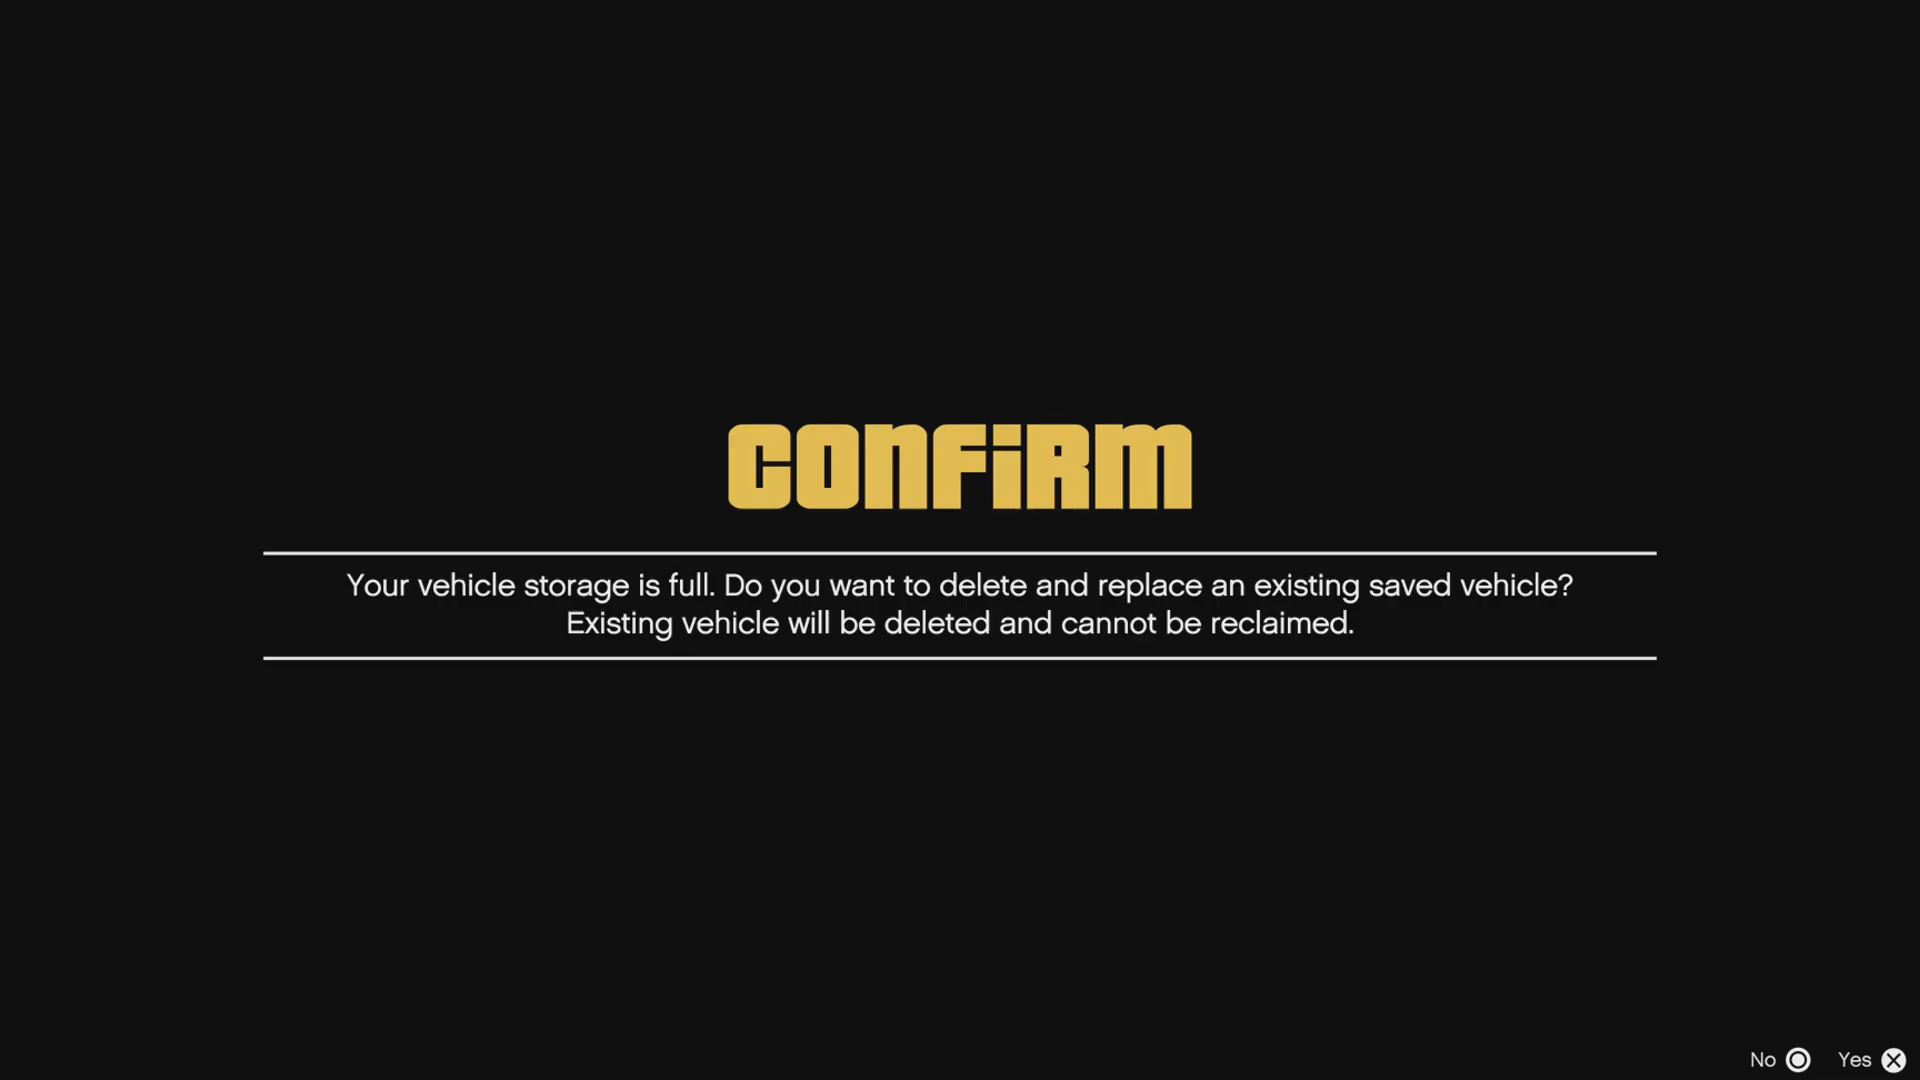 CONFIRM
Your vehicle storage is full. Do you want to delete and replace an existing saved vehicle?
Existing vehicle will be deleted and cannot be reclaimed.
No Yes